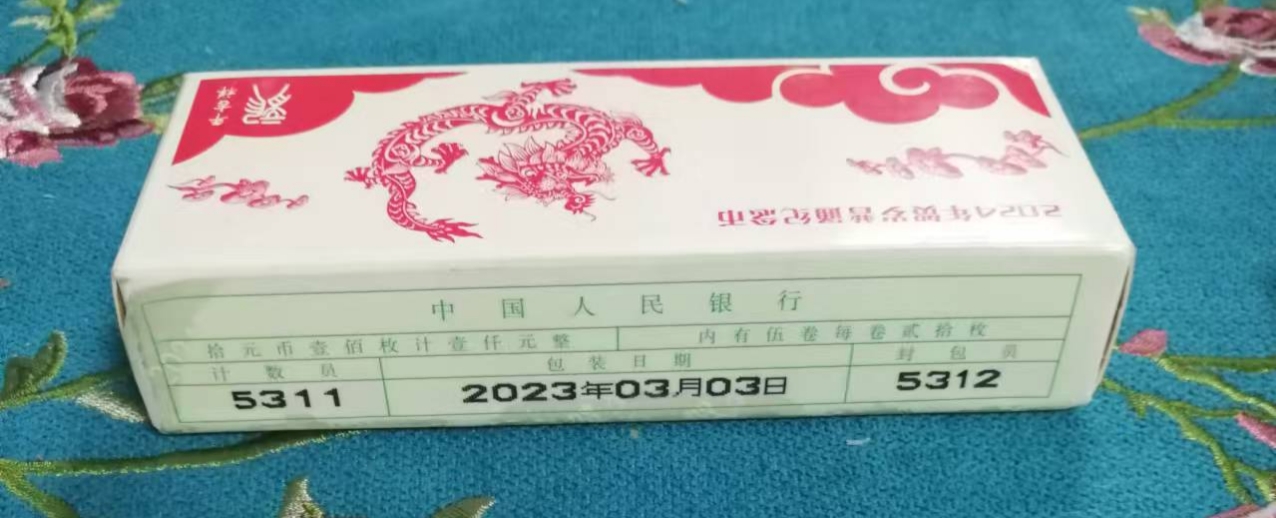 2024年贺岁普通纪念币
中国人民银行
拾元币壹佰枚计壹仟元整
内有伍卷每卷贰拾枚
计数员
包装日期
封包员
5311
2023年03月03日
5312